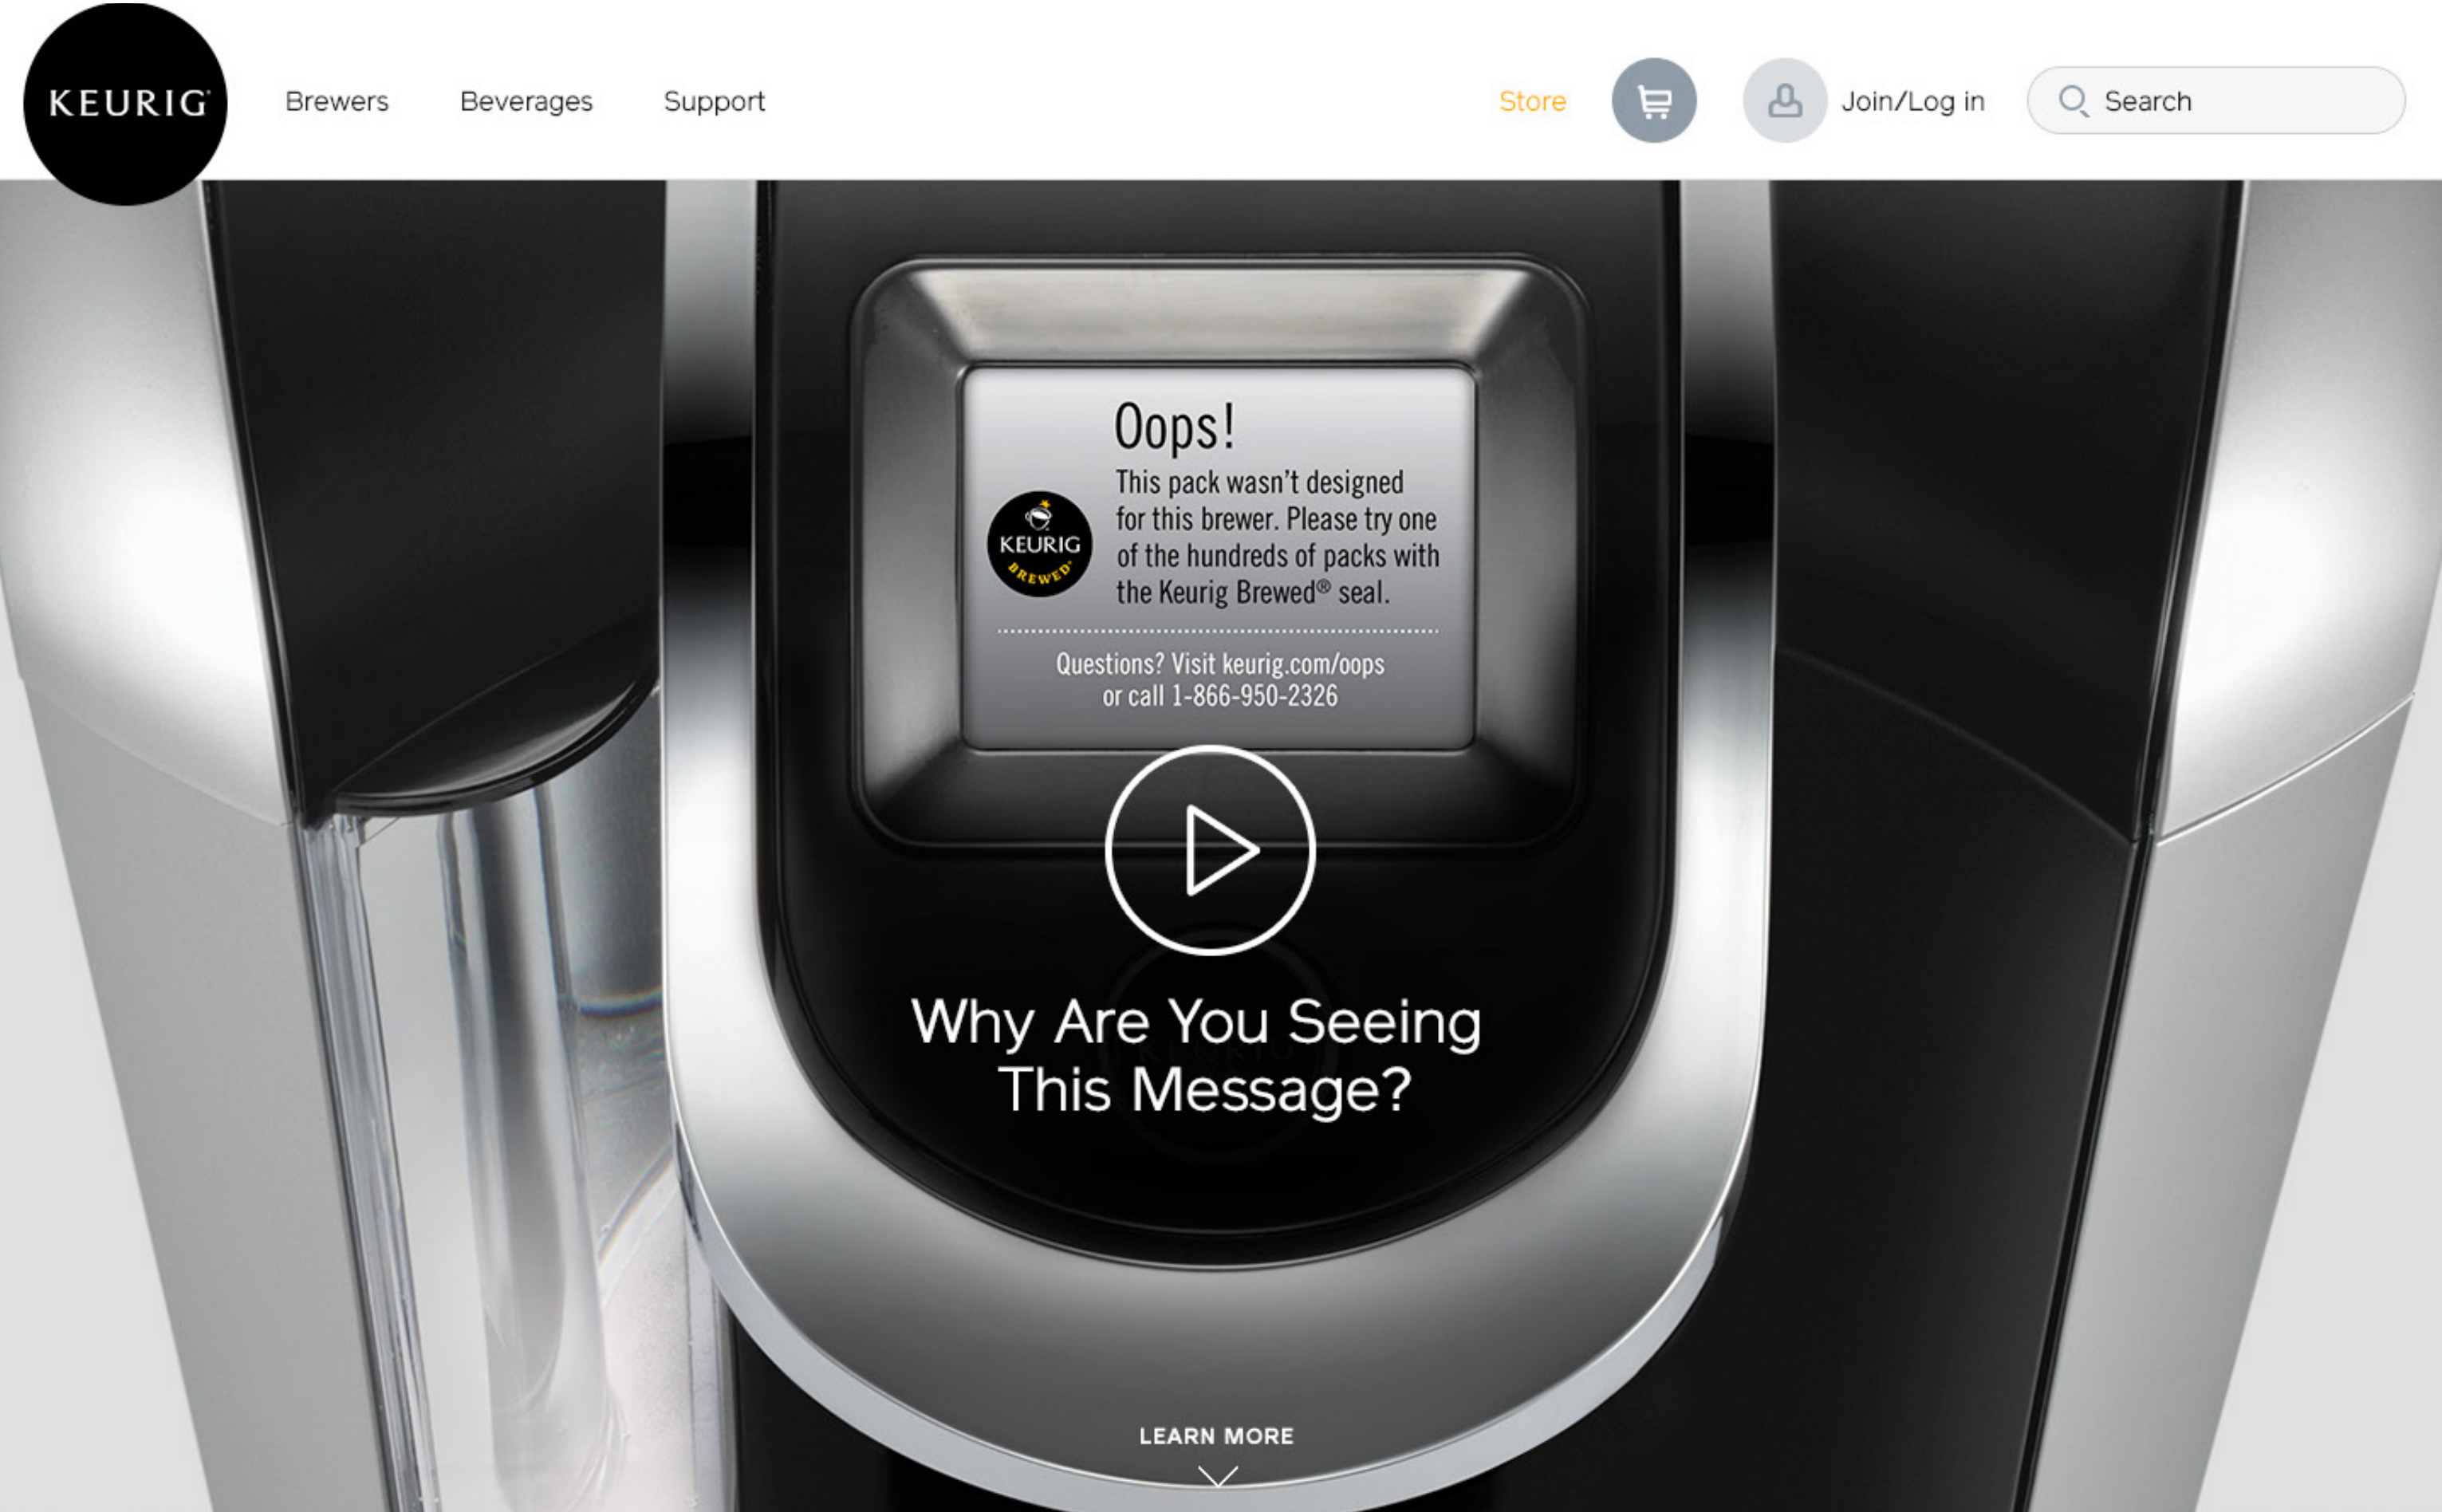 KEURIG®
Brewers
Beverages
Support
Store
Join/Log in
Search
Oops!
This pack wasn't designed
for this brewer. Please try one
of the hundreds of packs with
the Keurig Brewed® seal.
KEURIG
BREWED
Questions? Visit keurig.com/oops
or call 1-866-950-2326
Why Are You Seeing
This Message?
LEARN MORE